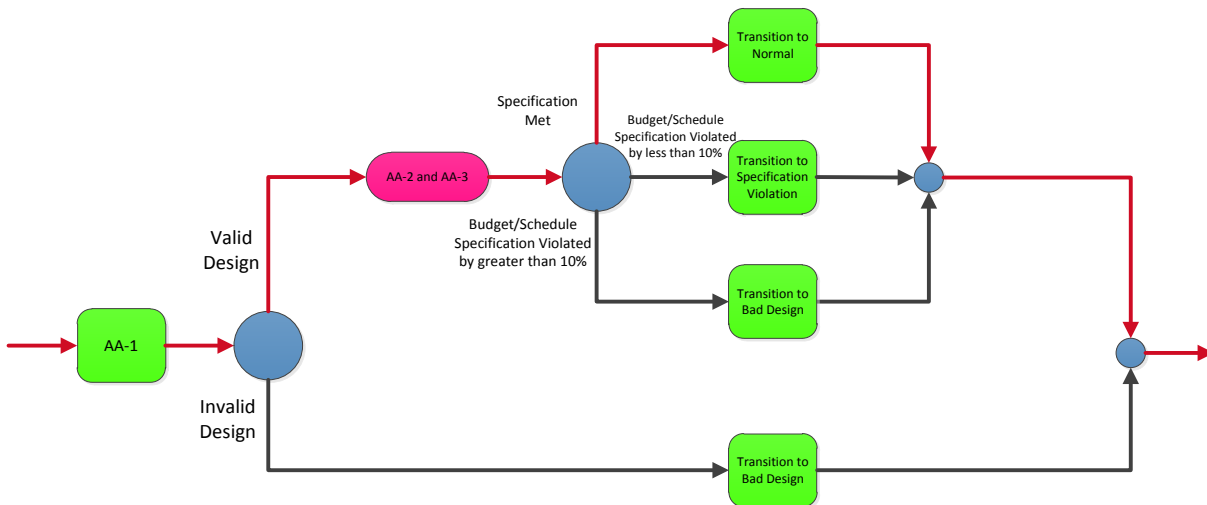 Transition to
Normal
Specification
Met
Budget/Schedule
Specification Violated
by less than 10%
Transition to
Specification
Violation
AA-2 and AA-3
Budget/Schedule
Specification Violated
by greater than 10%
Valid
Design
Transition to
Bad Design
AA-1
Invalid
Design
Transition to
Bad Design